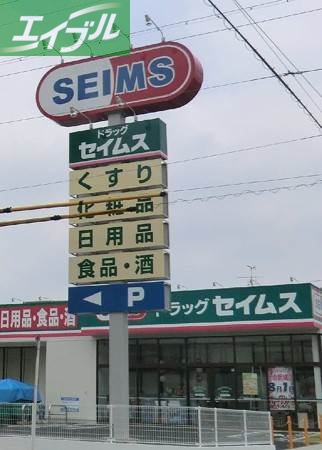 エイブル
SEIMS
ドラッグ
セイムス
くすり
化粧品
日用品
食品・酒
P
日用品・食品・酒
ドラッグ セイムス